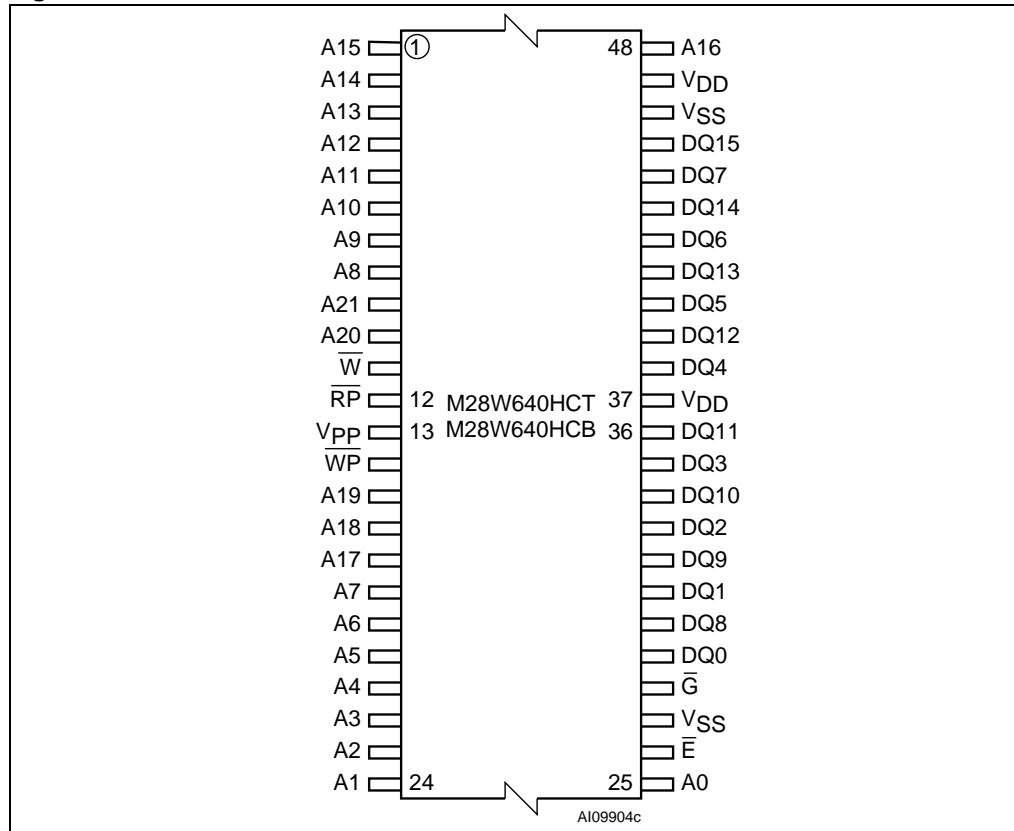 A15 ① 48 A16
A14 VDD
A13 VSS
A12 DQ15
A11 DQ7
A10 DQ14
A9 DQ6
A8 DQ13
A21 DQ5
A20 DQ12
W̅ DQ4
R̅P̅ 12 M28W640HCT 37 VDD
VPP 13 M28W640HCB 36 DQ11
W̅P̅ DQ3
A19 DQ10
A18 DQ2
A17 DQ9
A7 DQ1
A6 DQ8
A5 DQ0
A4 G̅
A3 VSS
A2 E̅
A1 24 25 A0
AI09904c